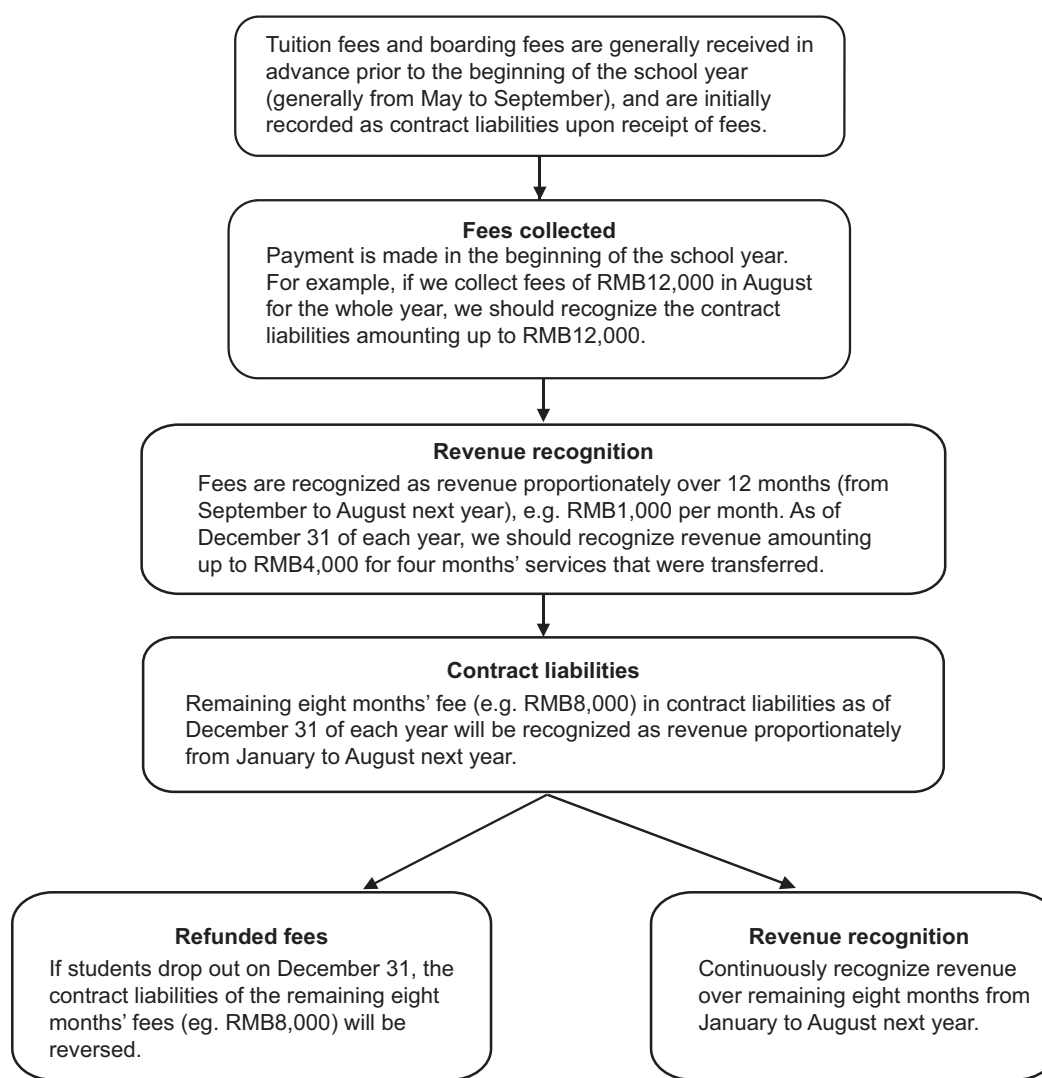 Tuition fees and boarding fees are generally received in
advance prior to the beginning of the school year
(generally from May to September), and are initially
recorded as contract liabilities upon receipt of fees.
Fees collected
Payment is made in the beginning of the school year.
For example, if we collect fees of RMB12,000 in August
for the whole year, we should recognize the contract
liabilities amounting up to RMB12,000.
Revenue recognition
Fees are recognized as revenue proportionately over 12 months (from
September to August next year), e.g. RMB1,000 per month. As of
December 31 of each year, we should recognize revenue amounting
up to RMB4,000 for four months’ services that were transferred.
Contract liabilities
Remaining eight months’ fee (e.g. RMB8,000) in contract liabilities as of
December 31 of each year will be recognized as revenue proportionately
from January to August next year.
Refunded fees
If students drop out on December 31, the
contract liabilities of the remaining eight
months’ fees (eg. RMB8,000) will be
reversed.
Revenue recognition
Continuously recognize revenue
over remaining eight months from
January to August next year.